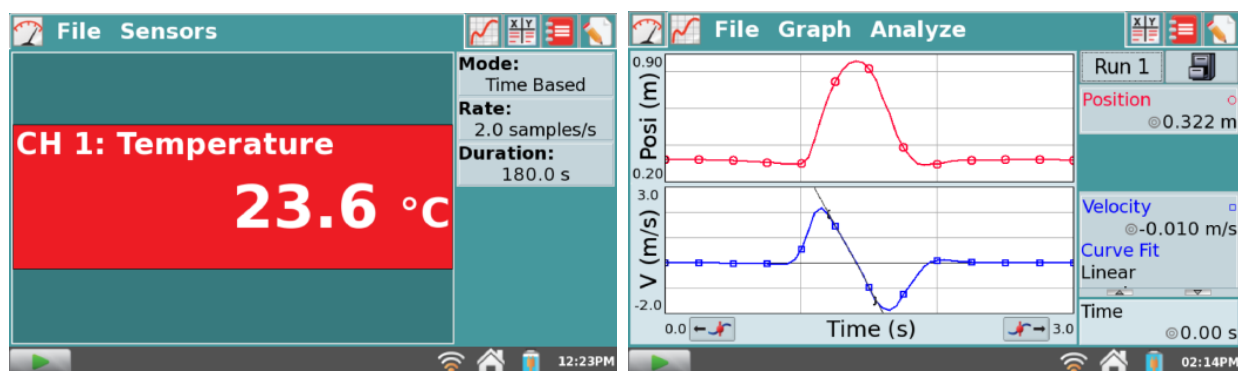 File Sensors
Mode:
Time Based
Rate:
2.0 samples/s
Duration:
180.0 s
CH 1: Temperature
23.6 °C
12:23PM
File Graph Analyze
X Y
X Y
0.90
Posi (m)
0.20
3.0
V (m/s)
-2.0
0.0
Time (s)
3.0
Run 1
Position
0.322 m
Velocity
-0.010 m/s
Curve Fit
Linear
Time
0.00 s
02:14PM